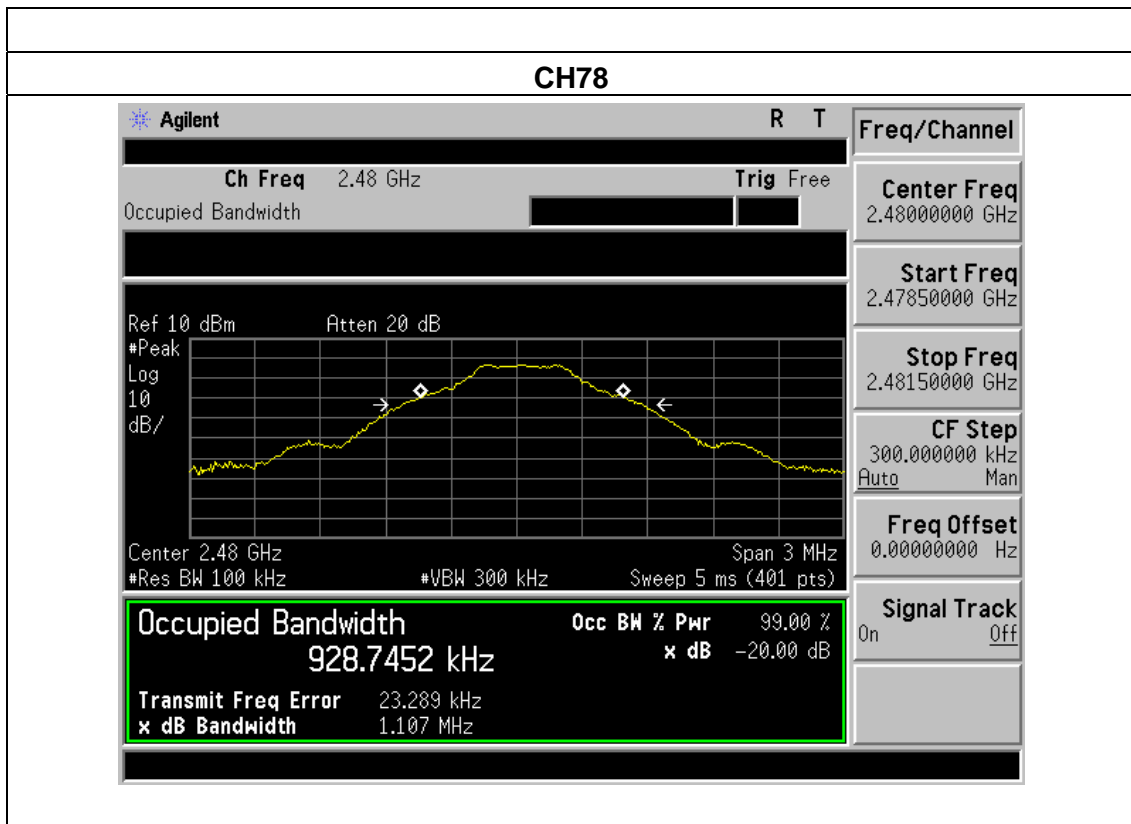 CH78
Agilent R T
Freq/Channel
Ch Freq 2.48 GHz Trig Free
Occupied Bandwidth
Center Freq
2.48000000 GHz
Start Freq
2.47850000 GHz
Stop Freq
2.48150000 GHz
CF Step
300.000000 kHz
Auto Man
Freq Offset
0.00000000 Hz
Signal Track
On Off
Ref 10 dBm Atten 20 dB
#Peak
Log
10
dB/
Center 2.48 GHz Span 3 MHz
#Res BW 100 kHz #VBW 300 kHz Sweep 5 ms (401 pts)
Occupied Bandwidth Occ BW % Pwr 99.00 %
928.7452 kHz x dB -20.00 dB
Transmit Freq Error 23.289 kHz
x dB Bandwidth 1.107 MHz